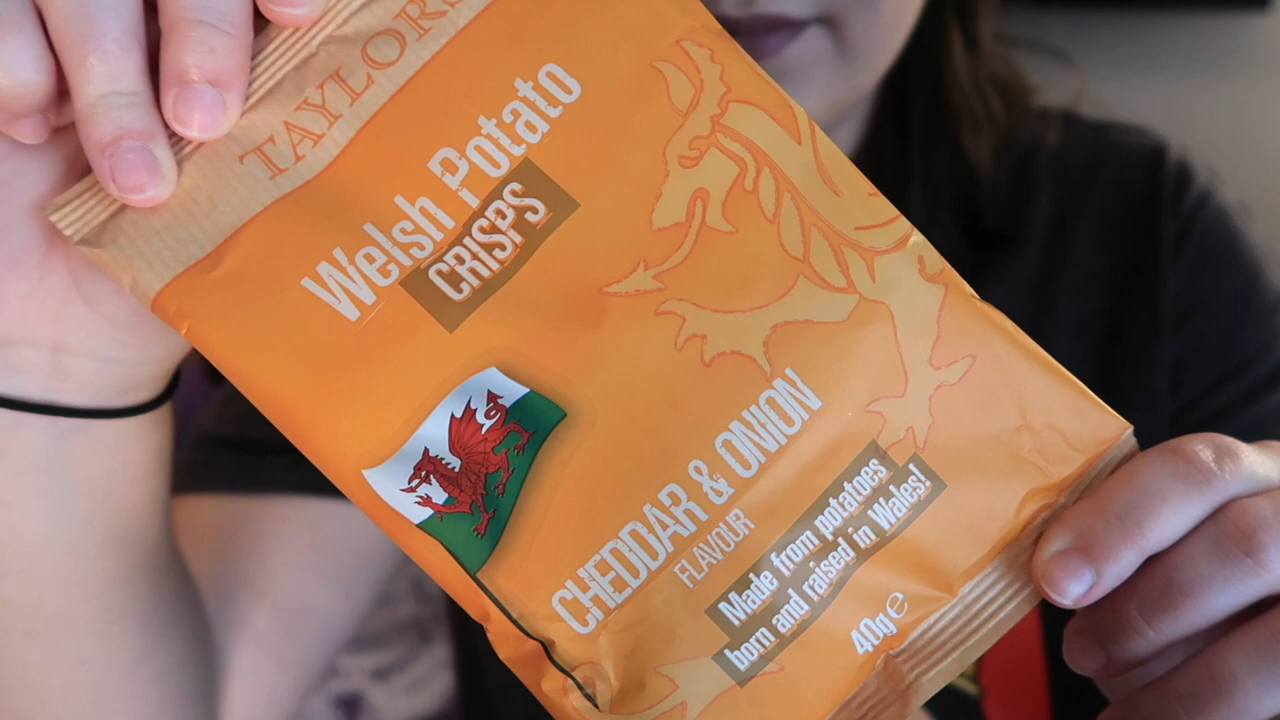 TAYLORS
Welsh Potato
CRISPS
CHEDDAR & ONION
FLAVOUR
Made from potatoes
born and raised in Wales!
40g ℮